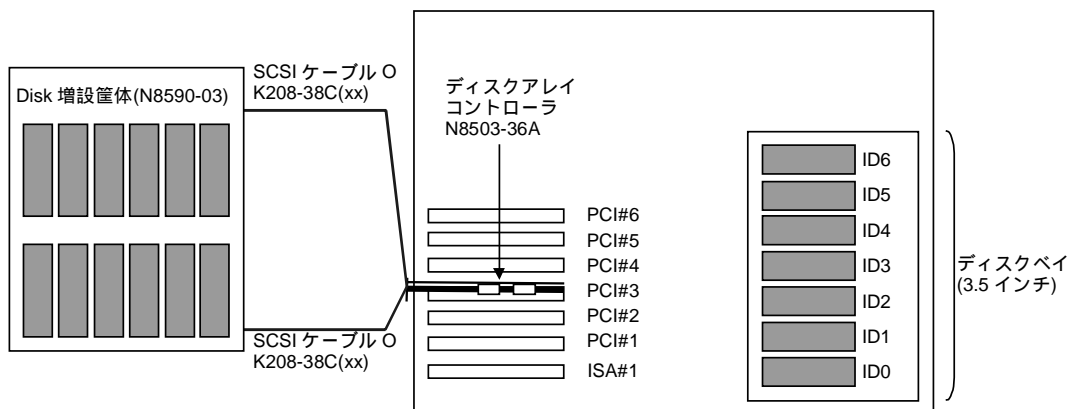 SCSI ケーブル O
K208-38C(xx)
Disk 増設筐体(N8590-03)
ディスクアレイ
コントローラ
N8503-36A
PCI#6
PCI#5
PCI#4
PCI#3
PCI#2
PCI#1
ISA#1
ID6
ID5
ID4
ID3
ID2
ID1
ID0
ディスクベイ
(3.5 インチ)
SCSI ケーブル O
K208-38C(xx)